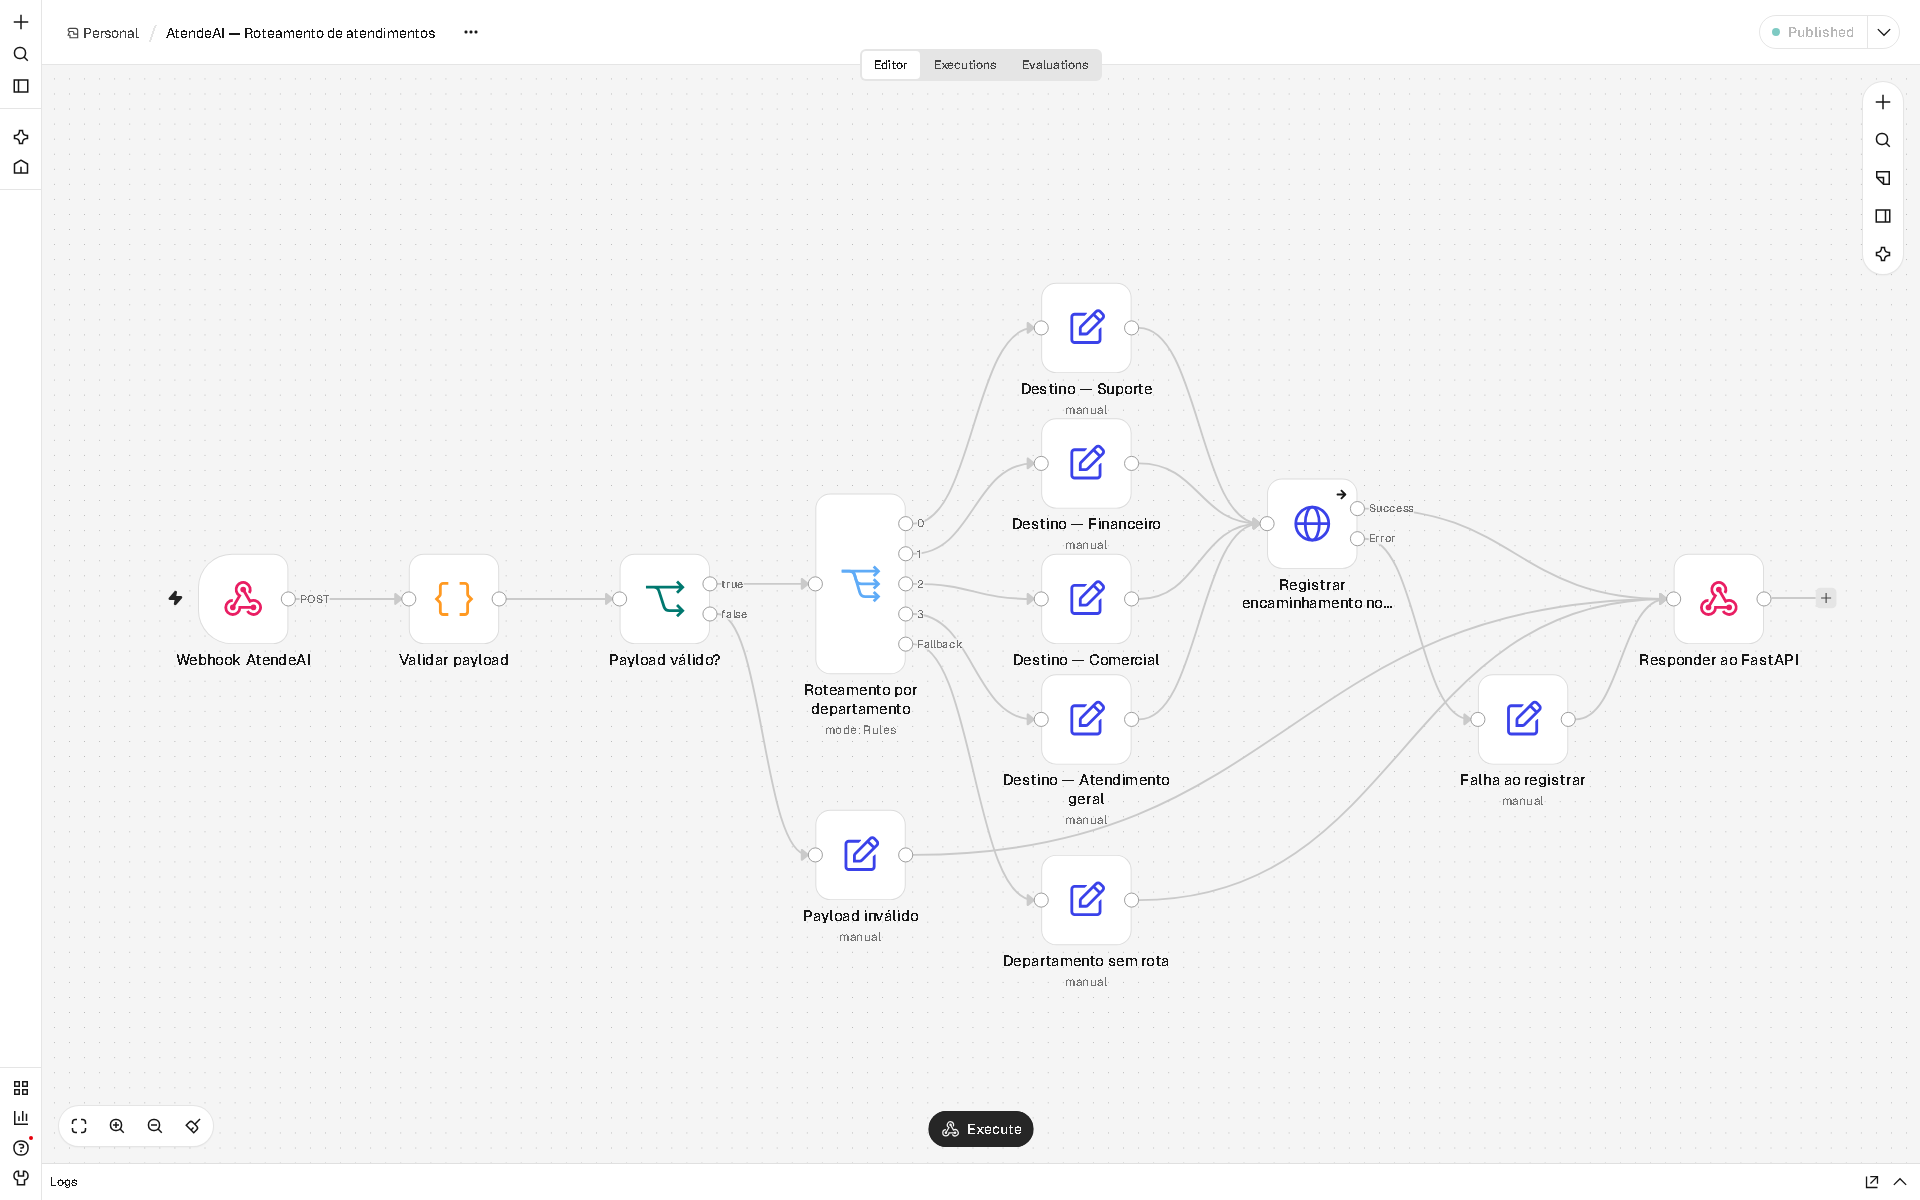 Personal / AtendeAI — Roteamento de atendimentos
Published
Editor
Executions
Evaluations
Destino — Suporte
manual
Destino — Financeiro
manual
Destino — Comercial
Destino — Atendimento
geral
manual
Departamento sem rota
manual
Webhook AtendeAI
POST
Validar payload
Payload válido?
true
false
Roteamento por
departamento
mode: Rules
0
1
2
3
Fallback
Payload inválido
manual
Registrar
encaminhamento no...
Success
Error
Falha ao registrar
manual
Responder ao FastAPI
Execute
Logs